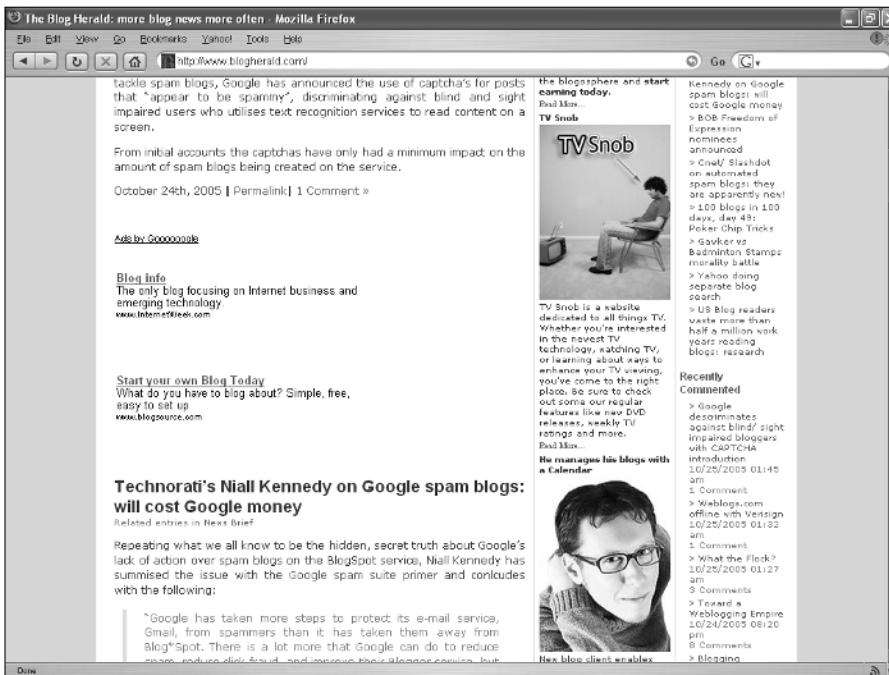 The Blog Herald: more blog news more often - Mozilla Firefox
File Edit View Go Bookmarks Yahoo! Tools Help
http://www.blogherald.com/
Go
G
tackle spam blogs, Google has announced the use of captcha's for posts
that "appear to be spammy", discriminating against blind and sight
impaired users who utilises text recognition services to read content on a
screen.
From initial accounts the captchas have only had a minimum impact on the
amount of spam blogs being created on the service.
October 24th, 2005 | Permalink| 1 Comment »
Ads by Goooooogle
Blog info
The only blog focusing on Internet business and
emerging technology.
www.InternetWeek.com
Start your own Blog Today
What do you have to blog about? Simple, free,
easy to set up
www.blogsource.com
Technorati's Niall Kennedy on Google spam blogs:
will cost Google money
Related entries in News Brief
Repeating what we all know to be the hidden, secret truth about Google's
lack of action over spam blogs on the BlogSpot service, Niall Kennedy has
summised the issue with the Google spam suite primer and conlcudes
with the following:
"Google has taken more steps to protect its e-mail service,
Gmail, from spammers than it has taken them away from
Blog*Spot. There is a lot more that Google can do to reduce
spam, reduce click fraud, and improve their Blogger service, but
the blogosphere and start
earning today.
Read More...
TV Snob
TV Snob
TV Snob is a website
dedicated to all things TV.
Whether you're interested
in the newest TV
technology, watching TV,
or learning about ways to
enhance your TV viewing,
you've come to the right
place. Be sure to check
out some our regular
features like new DVD
releases, weekly TV
ratings and more.
Read More...
He manages his blogs with
a Calendar
New blog client enables
Kennedy on Google
spam blogs: will
cost Google money
> BOB Freedom of
Expression
nominees
announced
> Cnet/ Slashdot
on automated
spam blogs: they
are apparently new!
> 100 blogs in 100
days, day 49:
Poker Chip Tricks
> Gawker vs
Badminton Stamps
morality battle
> Yahoo doing
separate blog
search
> US Blog readers
waste more than
half a million work
years reading
blogs: research
Recently
Commented
> Google
descriminates
against blind/ sight
impaired bloggers
with CAPTCHA
introduction
10/25/2005 01:45
am
1 Comment
> Weblogs.com
offline with Verisign
10/25/2005 01:32
am
1 Comment
> What the Flock?
10/25/2005 01:27
am
3 Comments
> Toward a
Weblogging Empire
10/24/2005 08:20
pm
8 Comments
> Blogging
Done